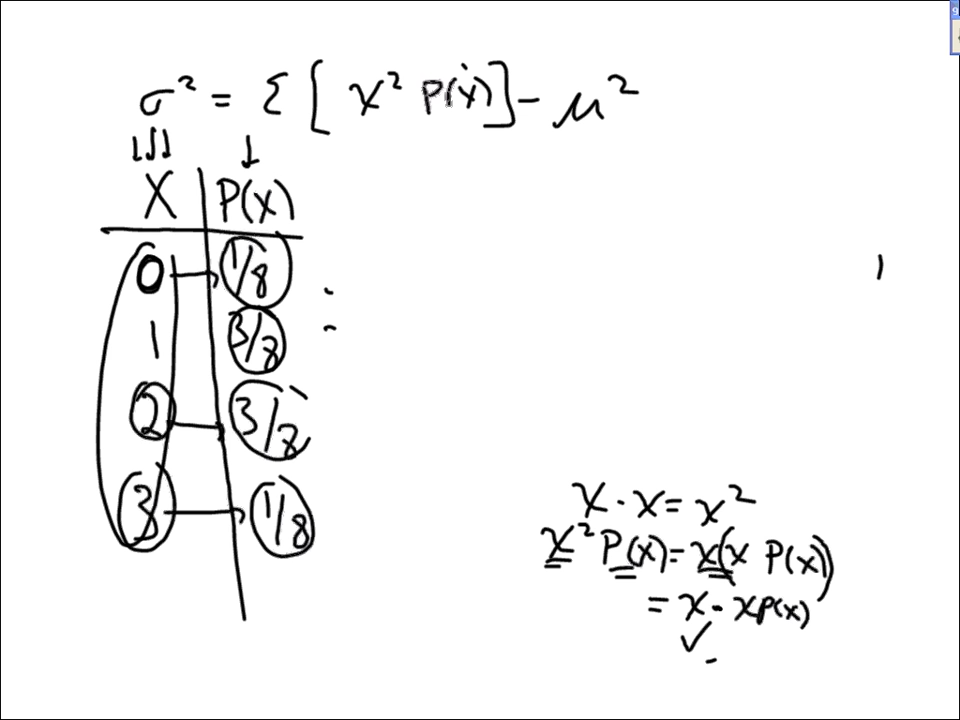 σ² = Σ [ x² P(x) ] - μ²
X P(x)
0 1/8
1 3/8
2 3/8
3 1/8
x · x = x²
x² P(x) = x(x P(x))
= x · xP(x)